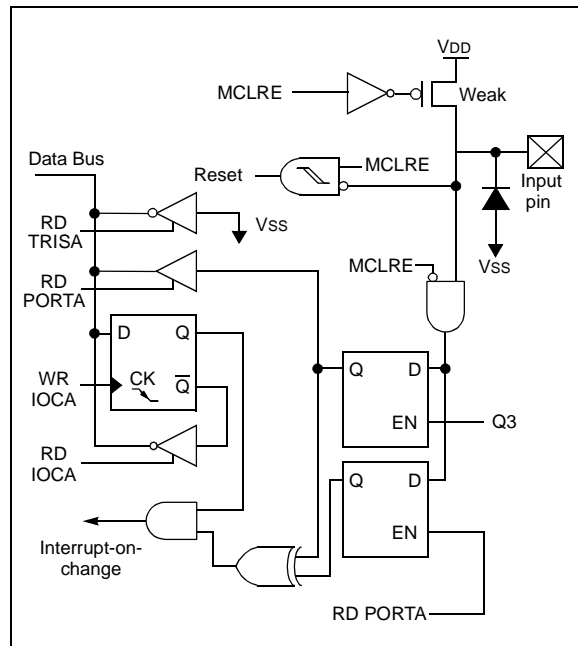 VDD
MCLRE
Weak
Data Bus
MCLRE
Reset
Input
pin
RD
TRISA
VSS
VSS
RD
PORTA
MCLRE
D
Q
WR
IOCA
CK
Q
Q
D
EN
Q3
RD
IOCA
Q
D
EN
Interrupt-on-
change
RD PORTA